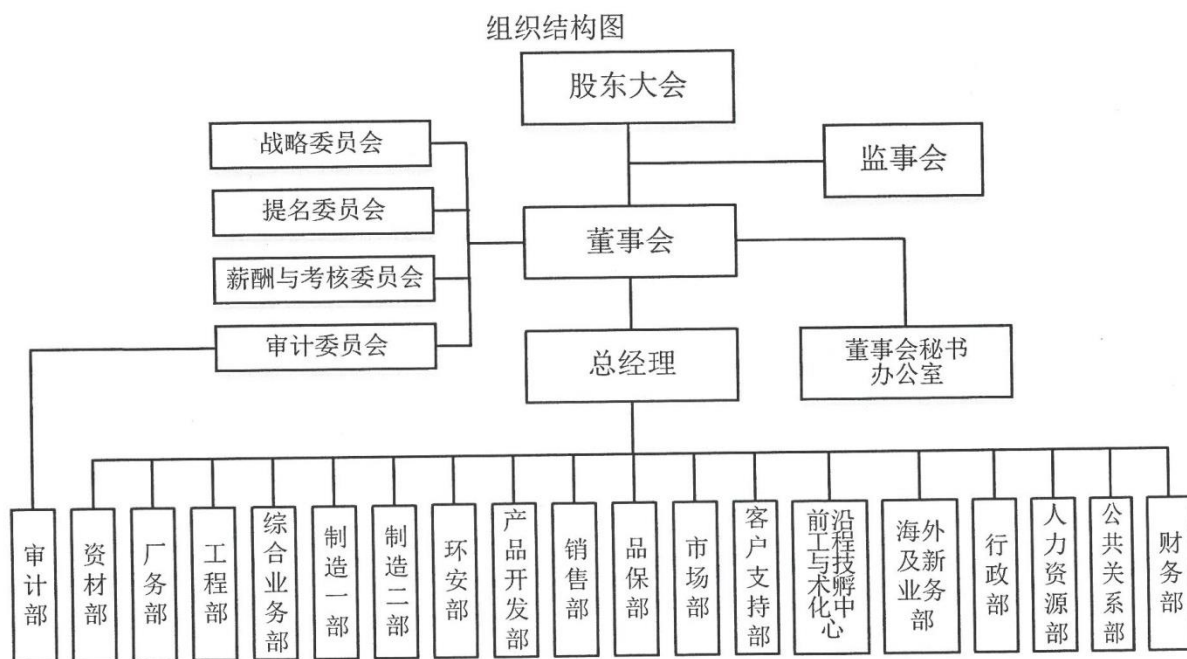 组织结构图
股东大会
监事会
战略委员会
提名委员会
薪酬与考核委员会
审计委员会
董事会
总经理
董事会秘书
办公室
审计部
资材部
厂务部
工程部
综合业务部
制造一部
制造二部
环安部
产品开发部
销售部
品保部
市场部
客户支持部
前沿工程与技术孵化中心
海外及新业务部
行政部
人力资源部
公共关系部
财务部